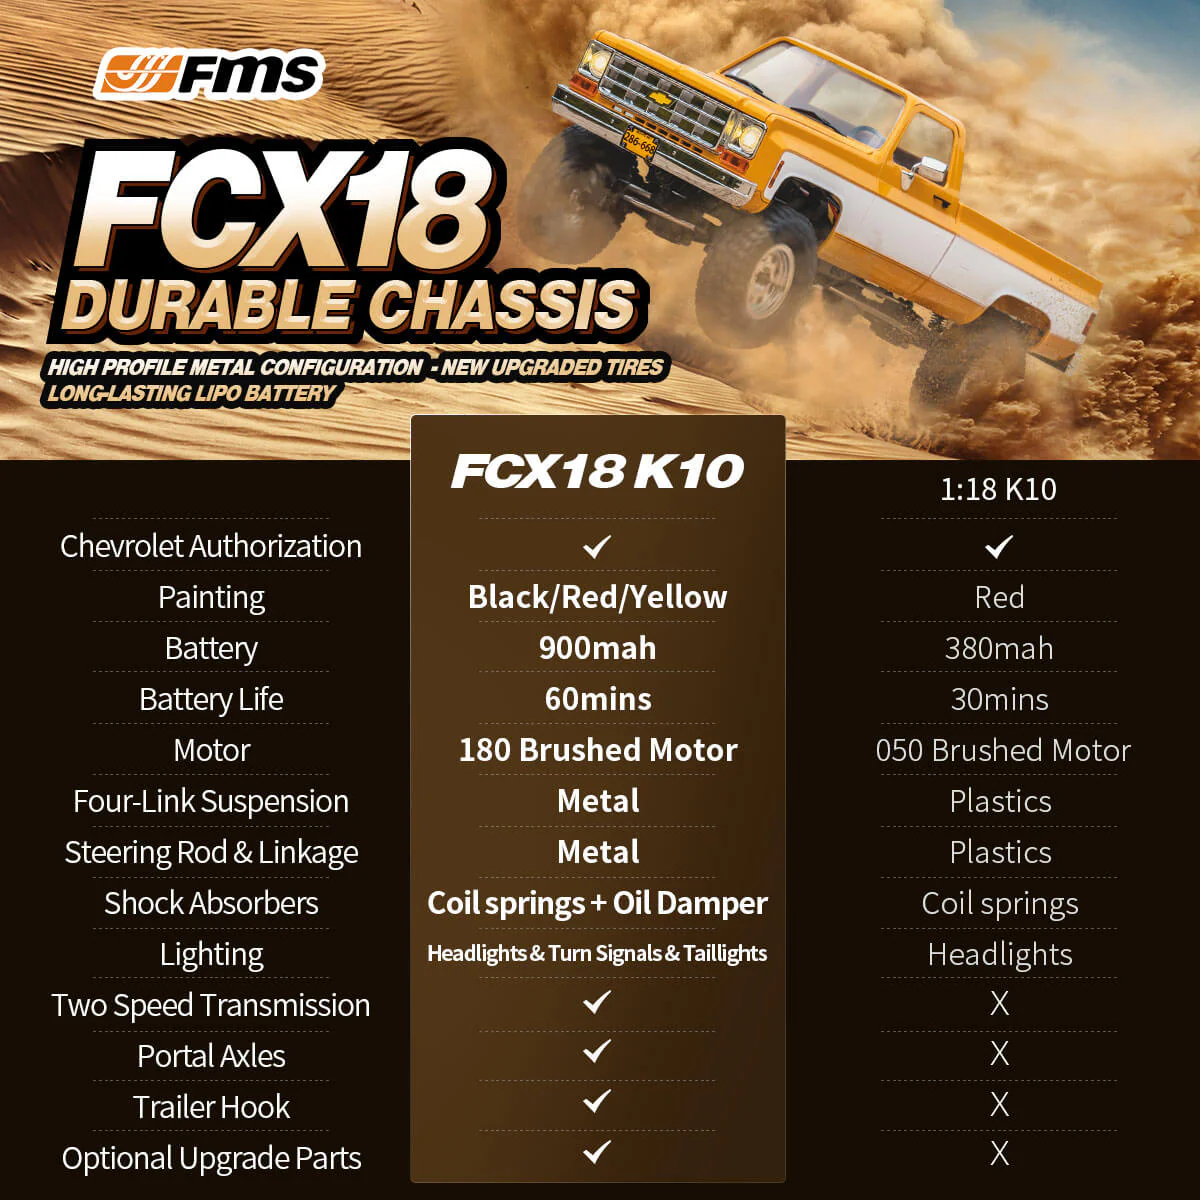 FMS
FCX18
DURABLE CHASSIS
HIGH PROFILE METAL CONFIGURATION - NEW UPGRADED TIRES
LONG-LASTING LIPO BATTERY
286-668
FCX18 K10
1:18 K10
Chevrolet Authorization ✓ ✓
Painting Black/Red/Yellow Red
Battery 900mah 380mah
Battery Life 60mins 30mins
Motor 180 Brushed Motor 050 Brushed Motor
Four-Link Suspension Metal Plastics
Steering Rod & Linkage Metal Plastics
Shock Absorbers Coil springs + Oil Damper Coil springs
Lighting Headlights & Turn Signals & Taillights Headlights
Two Speed Transmission ✓ X
Portal Axles ✓ X
Trailer Hook ✓ X
Optional Upgrade Parts ✓ X